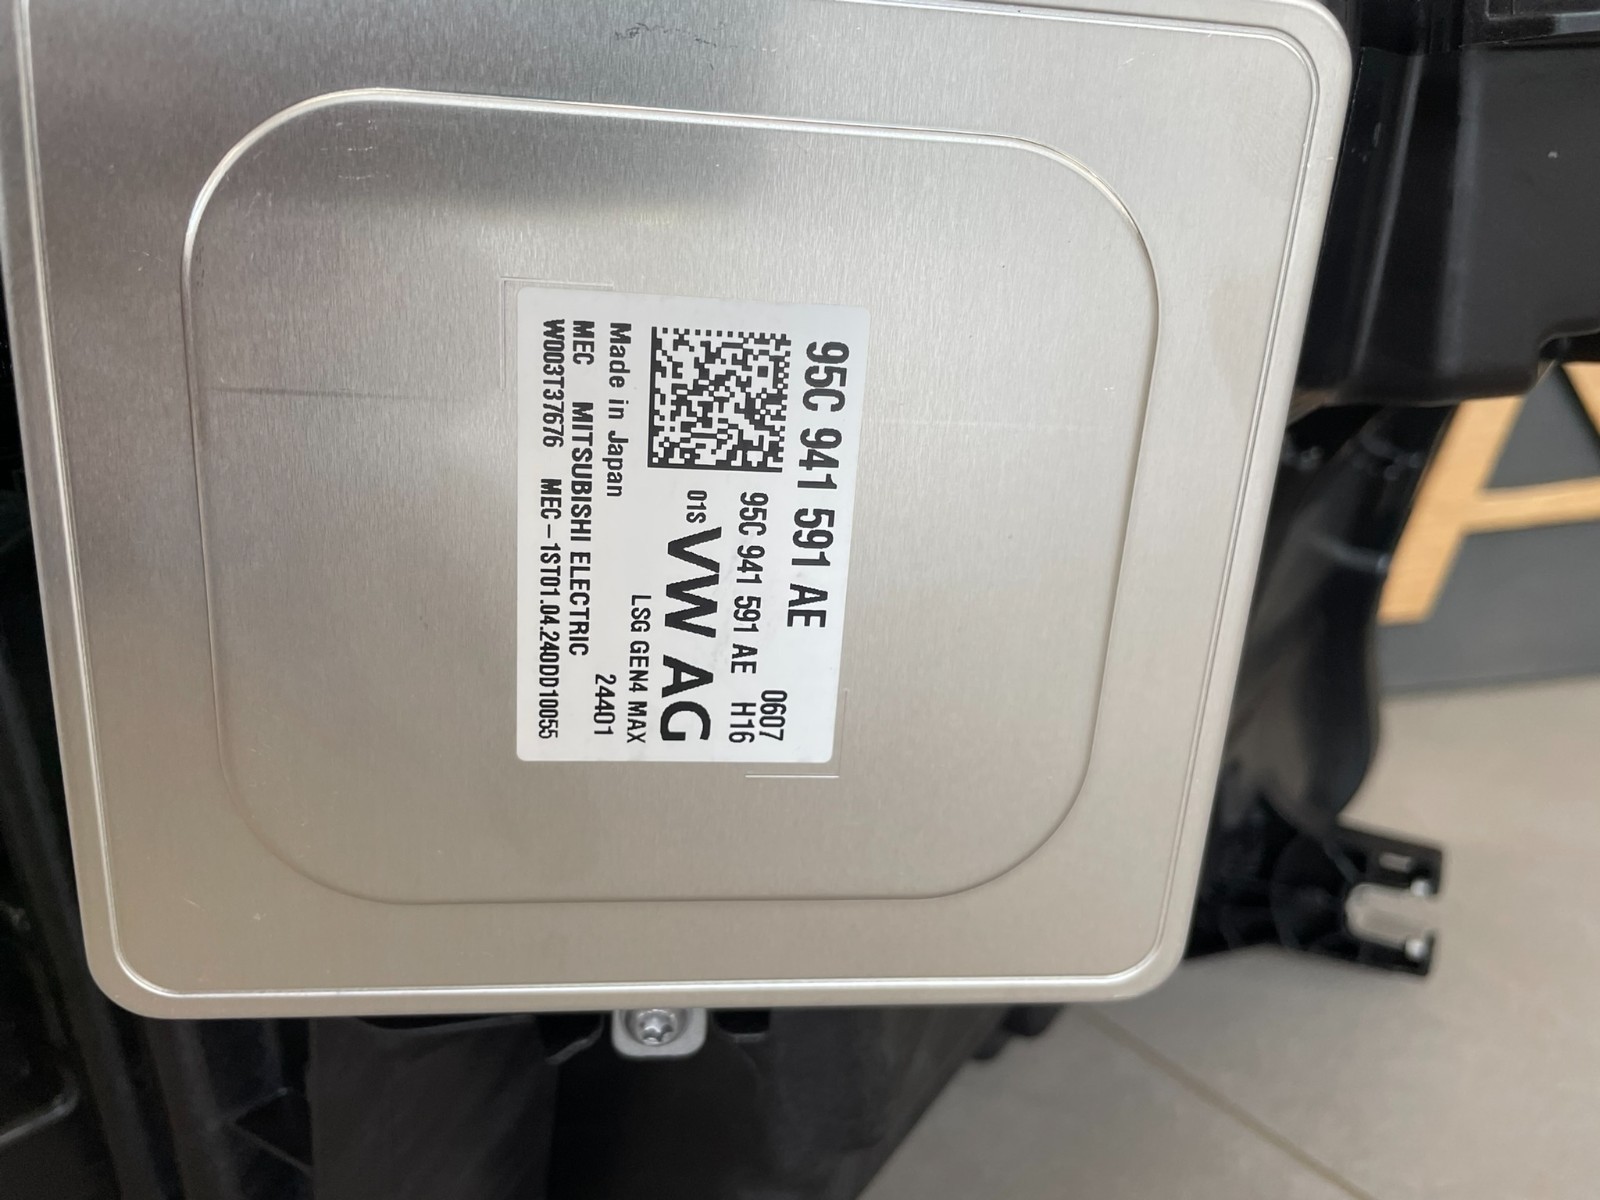 95C 941 591 AE
0607
95C 941 591 AE H16
01S VW AG
LSG GEN4 MAX
Made in Japan 24401
MEC MITSUBISHI ELECTRIC
W003T37676 MEC-1ST01.04.240DD10055